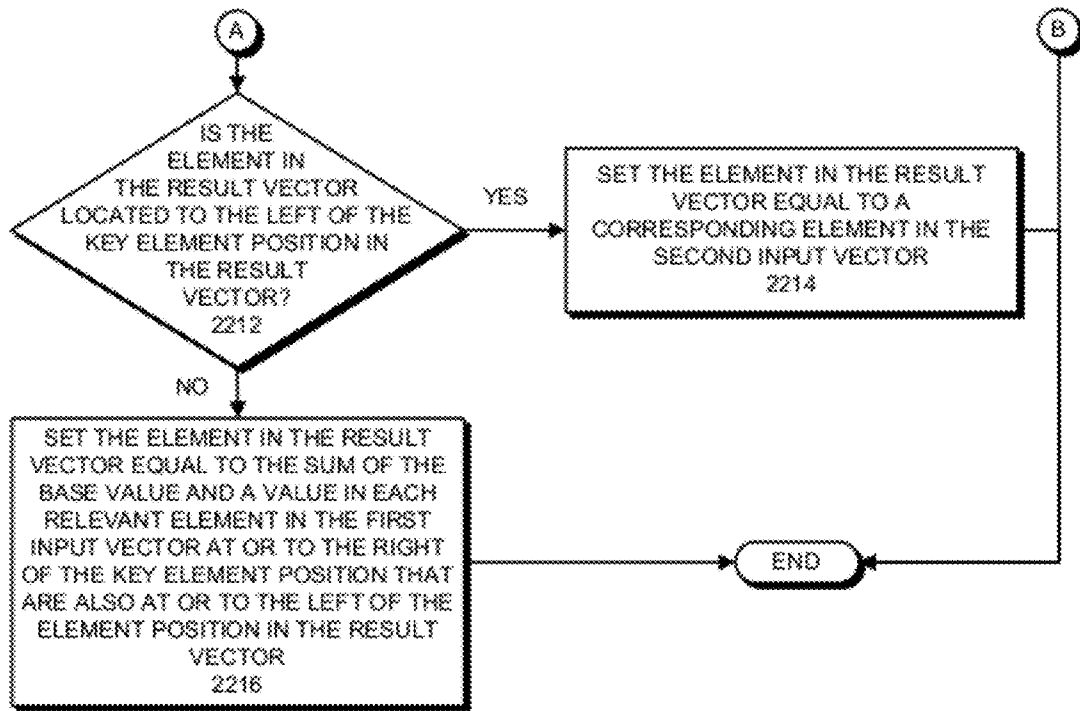 A
B
IS THE
ELEMENT IN
THE RESULT VECTOR
LOCATED TO THE LEFT OF THE
KEY ELEMENT POSITION IN
THE RESULT
VECTOR?
2212
YES
SET THE ELEMENT IN THE RESULT
VECTOR EQUAL TO A
CORRESPONDING ELEMENT IN THE
SECOND INPUT VECTOR
2214
NO
SET THE ELEMENT IN THE RESULT
VECTOR EQUAL TO THE SUM OF THE
BASE VALUE AND A VALUE IN EACH
RELEVANT ELEMENT IN THE FIRST
INPUT VECTOR AT OR TO THE RIGHT
OF THE KEY ELEMENT POSITION THAT
ARE ALSO AT OR TO THE LEFT OF THE
ELEMENT POSITION IN THE RESULT
VECTOR
2216
END